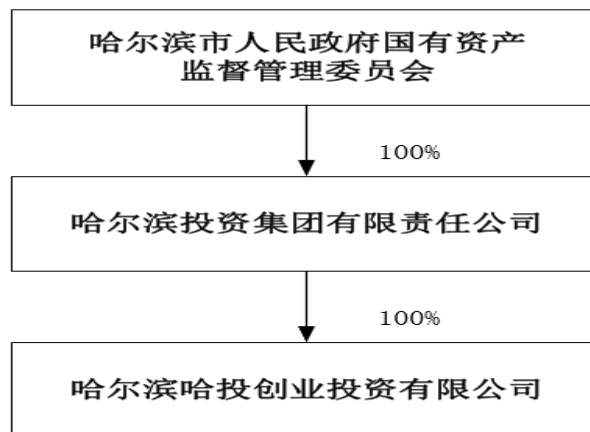 哈尔滨市人民政府国有资产
监督管理委员会
100%
哈尔滨投资集团有限责任公司
100%
哈尔滨哈投创业投资有限公司